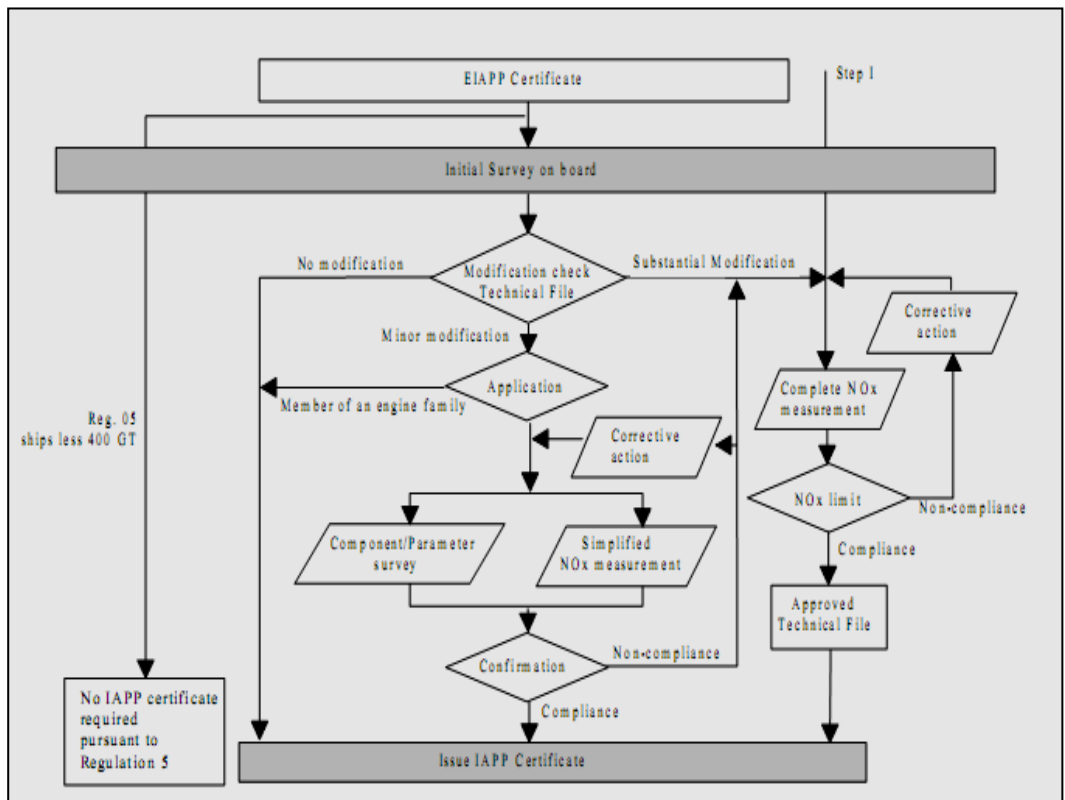 EIAPP Certificate
Step I
Initial Survey on board
No modification
Modification check
Technical File
Substantial Modification
Corrective
action
Minor modification
Application
Member of an engine family
Complete NOx
measurement
Reg. 05
ships less 400 GT
Corrective
action
NOx limit
Non-compliance
Component/Parameter
survey
Simplified
NOx measurement
Compliance
Approved
Technical File
Confirmation
Non-compliance
No IAPP certificate
required
pursuant to
Regulation 5
Compliance
Issue IAPP Certificate